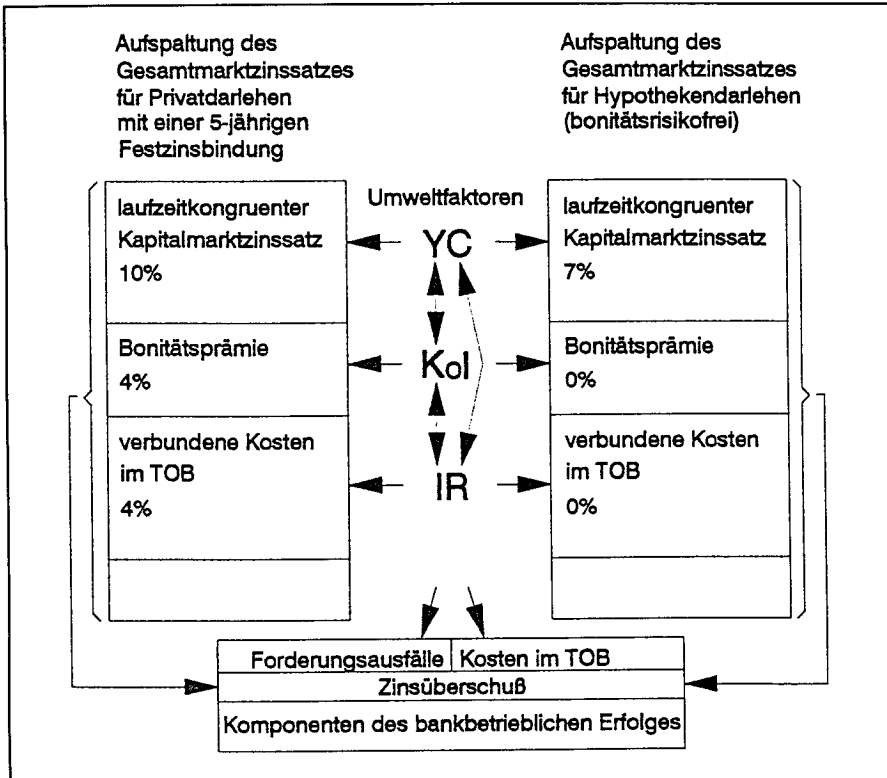 Aufspaltung des
Gesamtmarktzinssatzes
für Privatdarlehen
mit einer 5-jährigen
Festzinsbindung
Aufspaltung des
Gesamtmarktzinssatzes
für Hypothekendarlehen
(bonitätsrisikofrei)
Umweltfaktoren
laufzeitkongruenter
Kapitalmarktzinssatz
10%
Bonitätsprämie
4%
verbundene Kosten
im TOB
4%
YC
KoI
IR
laufzeitkongruenter
Kapitalmarktzinssatz
7%
Bonitätsprämie
0%
verbundene Kosten
im TOB
0%
Forderungsausfälle
Kosten im TOB
Zinsüberschuß
Komponenten des bankbetrieblichen Erfolges